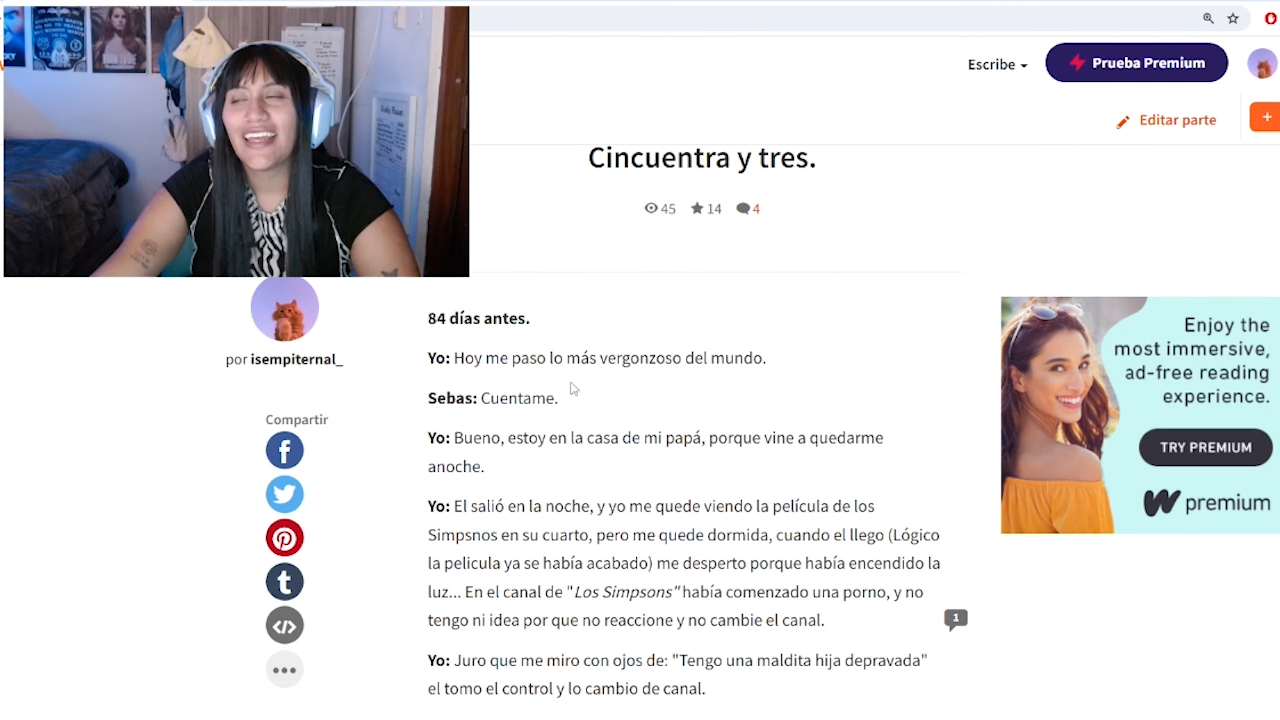 BORN TO DIE
Escribe
Prueba Premium
Editar parte
+
Cincuentra y tres.
45 14 4
por isempiternal_
Compartir
84 días antes.
Yo: Hoy me paso lo más vergonzoso del mundo.
Sebas: Cuentame.
Yo: Bueno, estoy en la casa de mi papá, porque vine a quedarme
anoche.
Yo: El salió en la noche, y yo me quede viendo la película de los
Simpsnos en su cuarto, pero me quede dormida, cuando el llego (Lógico
la pelicula ya se había acabado) me desperto porque había encendido la
luz... En el canal de "Los Simpsons" había comenzado una porno, y no
tengo ni idea por que no reaccione y no cambie el canal.
1
Yo: Juro que me miro con ojos de: "Tengo una maldita hija depravada"
el tomo el control y lo cambio de canal.
Enjoy the
most immersive,
ad-free reading
experience.
TRY PREMIUM
premium